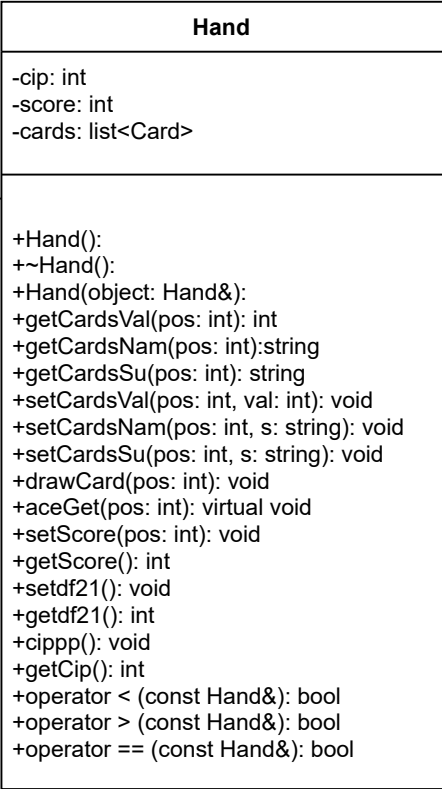 Hand
-cip: int
-score: int
-cards: list<Card>
+Hand():
+~Hand():
+Hand(object: Hand&):
+getCardsVal(pos: int): int
+getCardsNam(pos: int):string
+getCardsSu(pos: int): string
+setCardsVal(pos: int, val: int): void
+setCardsNam(pos: int, s: string): void
+setCardsSu(pos: int, s: string): void
+drawCard(pos: int): void
+aceGet(pos: int): virtual void
+setScore(pos: int): void
+getScore(): int
+setdf21(): void
+getdf21(): int
+cippp(): void
+getCip(): int
+operator < (const Hand&): bool
+operator > (const Hand&): bool
+operator == (const Hand&): bool